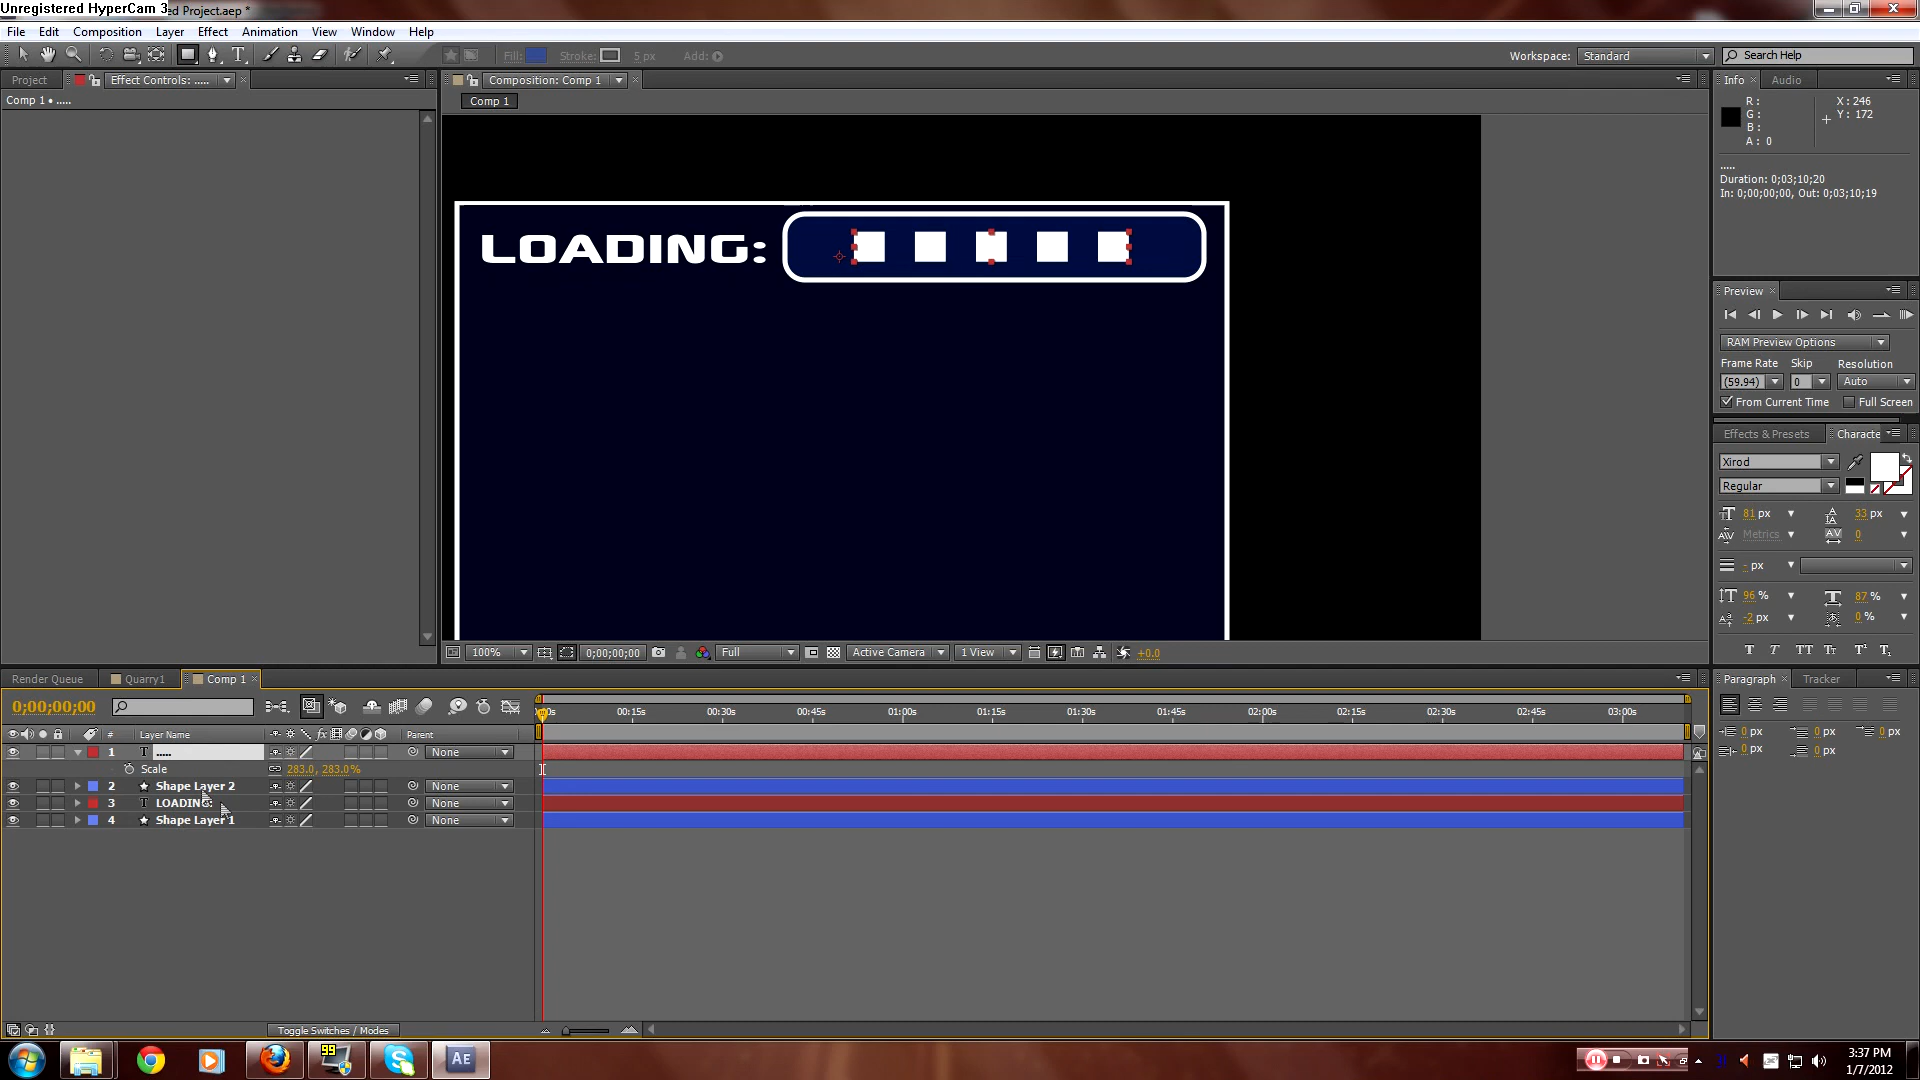 Unregistered HyperCam 3
ed Project.aep *
File Edit Composition Layer Effect Animation View Window Help
Fill: Stroke: 5 px Add:
Workspace: Standard
Search Help
Project Effect Controls: .....
Composition: Comp 1
Info Audio
Comp 1 • .....
Comp 1
R :
G :
B :
A : 0
X : 246
Y : 172
.....
Duration: 0;03;10;20
In: 0;00;00;00, Out: 0;03;10;19
LOADING: .....
Preview
RAM Preview Options
Frame Rate Skip Resolution
(59.94) 0 Auto
From Current Time Full Screen
Effects & Presets Characte
Xirod
Regular
81 px 33 px
Metrics 0
- px
96 % 87 %
-2 px 0 %
T T TT Tt T¹ T₁
100% 0;00;00;00 Full Active Camera 1 View +0.0
Render Queue Quarry1 Comp 1
Paragraph Tracker
0;00;00;00
0 px 0 px 0 px
0 px 0 px
00s 00:15s 00:30s 00:45s 01:00s 01:15s 01:30s 01:45s 02:00s 02:15s 02:30s 02:45s 03:00s
# Layer Name Parent
1 T ..... None
Scale 283.0, 283.0%
2 Shape Layer 2 None
3 T LOADING: None
4 Shape Layer 1 None
Toggle Switches / Modes
99
AE
3:37 PM
1/7/2012